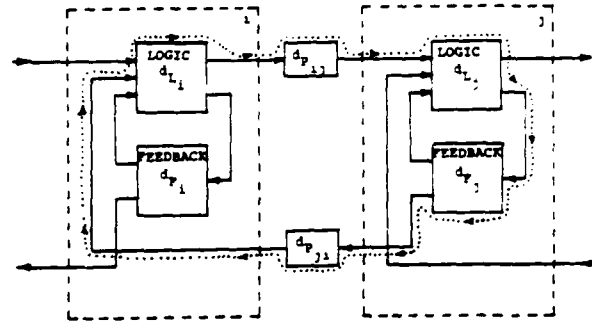 i
j
LOGIC
d_{L_i}
d_{P_{ij}}
LOGIC
d_{L_j}
FEEDBACK
d_{F_i}
FEEDBACK
d_{F_j}
d_{P_{ji}}